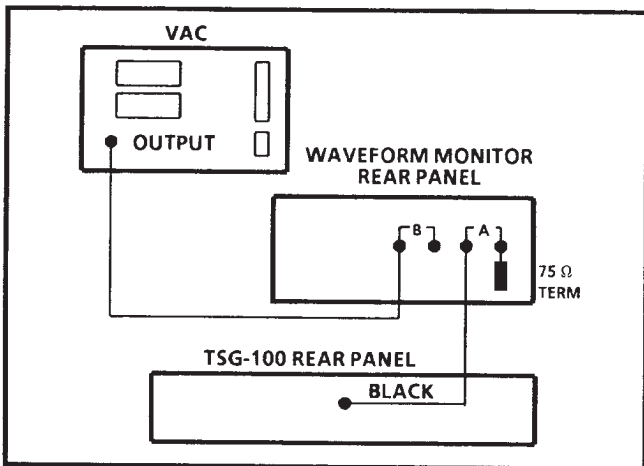 VAC
OUTPUT
WAVEFORM MONITOR
REAR PANEL
B
A
75 Ω
TERM
TSG-100 REAR PANEL
BLACK